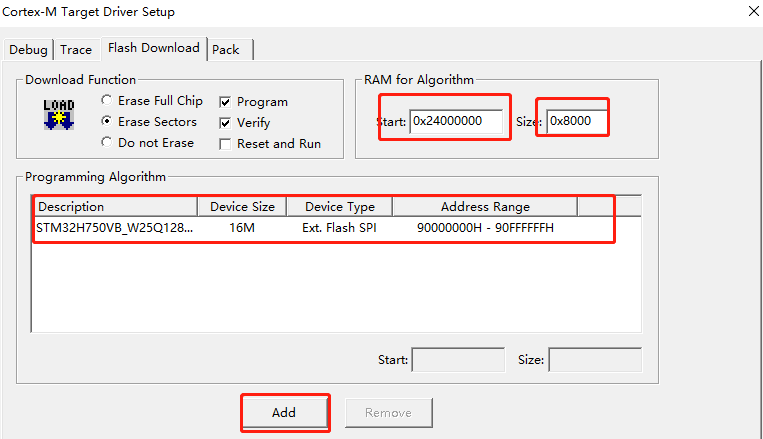 Cortex-M Target Driver Setup
Debug Trace Flash Download Pack
Download Function
LOAD
Erase Full Chip
Program
Erase Sectors
Verify
Do not Erase
Reset and Run
RAM for Algorithm
Start: 0x24000000 Size: 0x8000
Programming Algorithm
Description Device Size Device Type Address Range
STM32H750VB_W25Q128... 16M Ext. Flash SPI 90000000H - 90FFFFFFH
Start: Size:
Add Remove